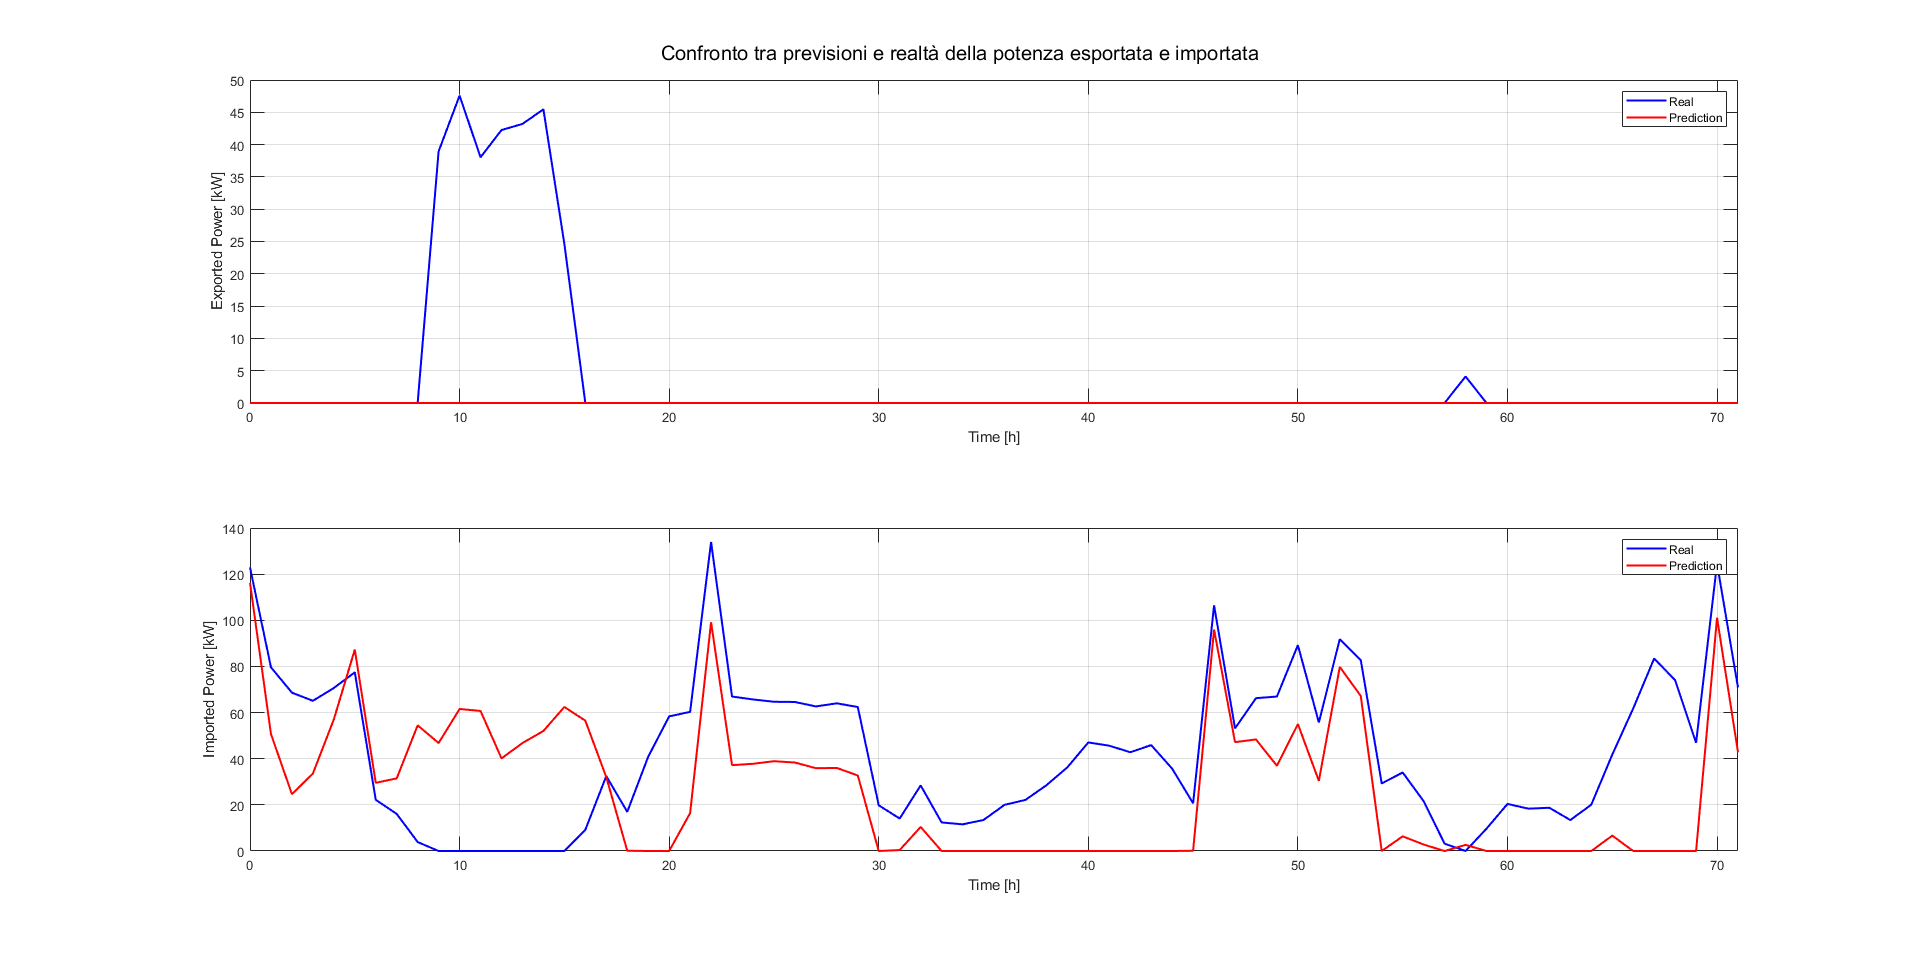 Confronto tra previsioni e realtà della potenza esportata e importata
Exported Power [kW]
50
45
40
35
30
25
20
15
10
5
0
0 10 20 30 40 50 60 70
Time [h]
Real
Prediction
Imported Power [kW]
140
120
100
80
60
40
20
0
0 10 20 30 40 50 60 70
Time [h]
Real
Prediction